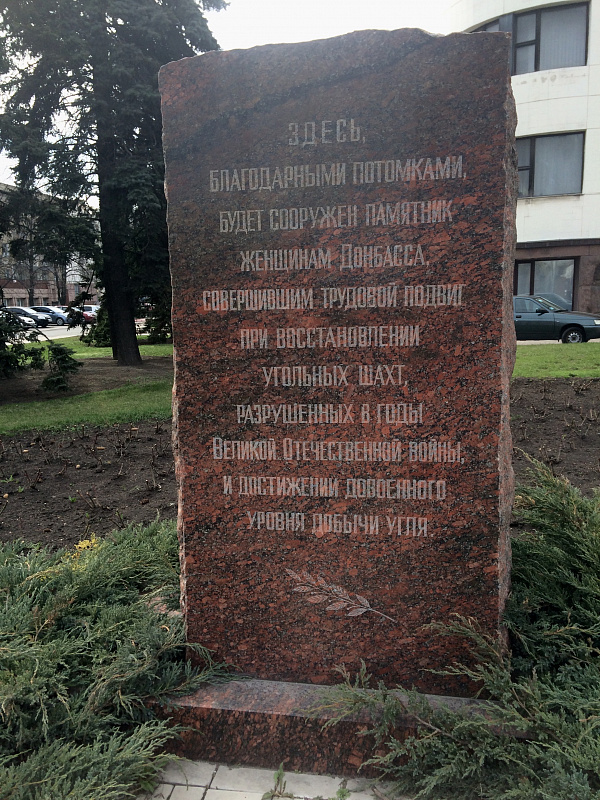 ЗДЕСЬ,
БЛАГОДАРНЫМИ ПОТОМКАМИ,
БУДЕТ СООРУЖЕН ПАМЯТНИК
ЖЕНЩИНАМ ДОНБАССА,
СОВЕРШИВШИМ ТРУДОВОЙ ПОДВИГ
ПРИ ВОССТАНОВЛЕНИИ
УГОЛЬНЫХ ШАХТ,
РАЗРУШЕННЫХ В ГОДЫ
ВЕЛИКОЙ ОТЕЧЕСТВЕННОЙ ВОЙНЫ,
И ДОСТИЖЕНИИ ДОВОЕННОГО
УРОВНЯ ДОБЫЧИ УГЛЯ